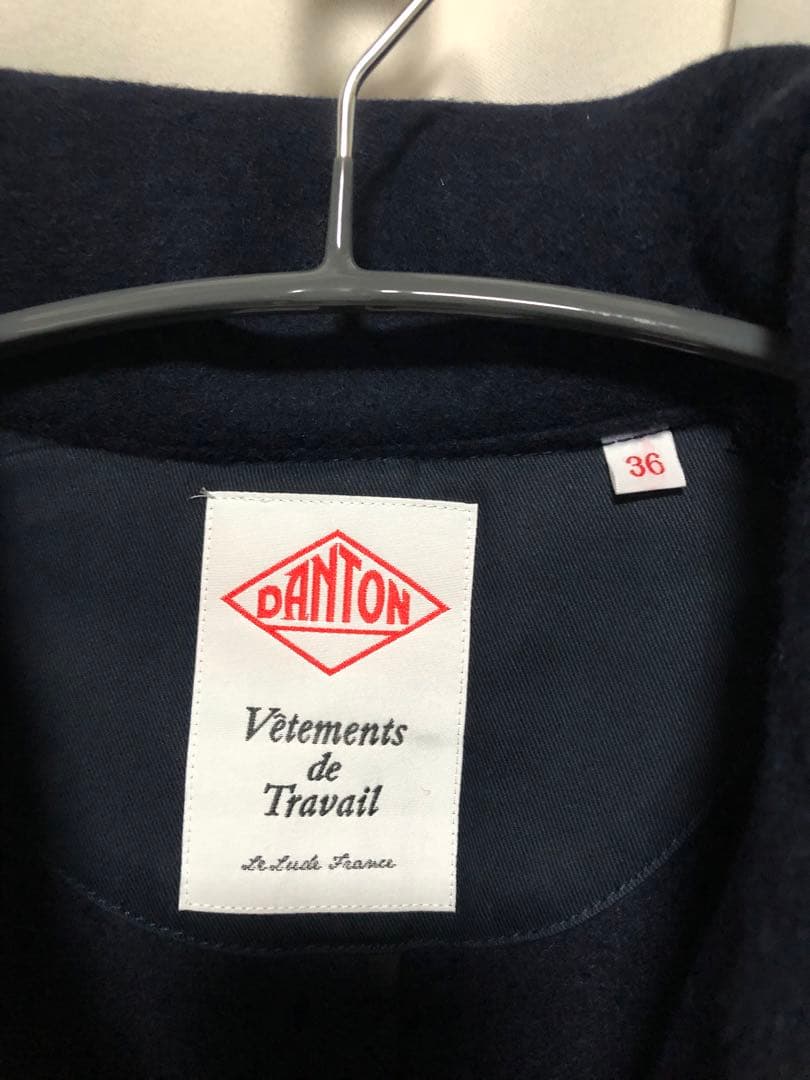 36
DANTON
Vêtements
de
Travail
Le Lude France